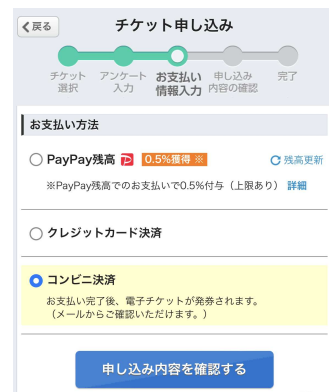 戻る
チケット申し込み
チケット選択
アンケート入力
お支払い情報入力
申し込み内容の確認
完了
お支払い方法
PayPay残高 P 0.5%獲得 ※ 残高更新
※PayPay残高でのお支払いで0.5%付与（上限あり） 詳細
クレジットカード決済
コンビニ決済
お支払い完了後、電子チケットが発券されます。
（メールからご確認いただけます。）
申し込み内容を確認する